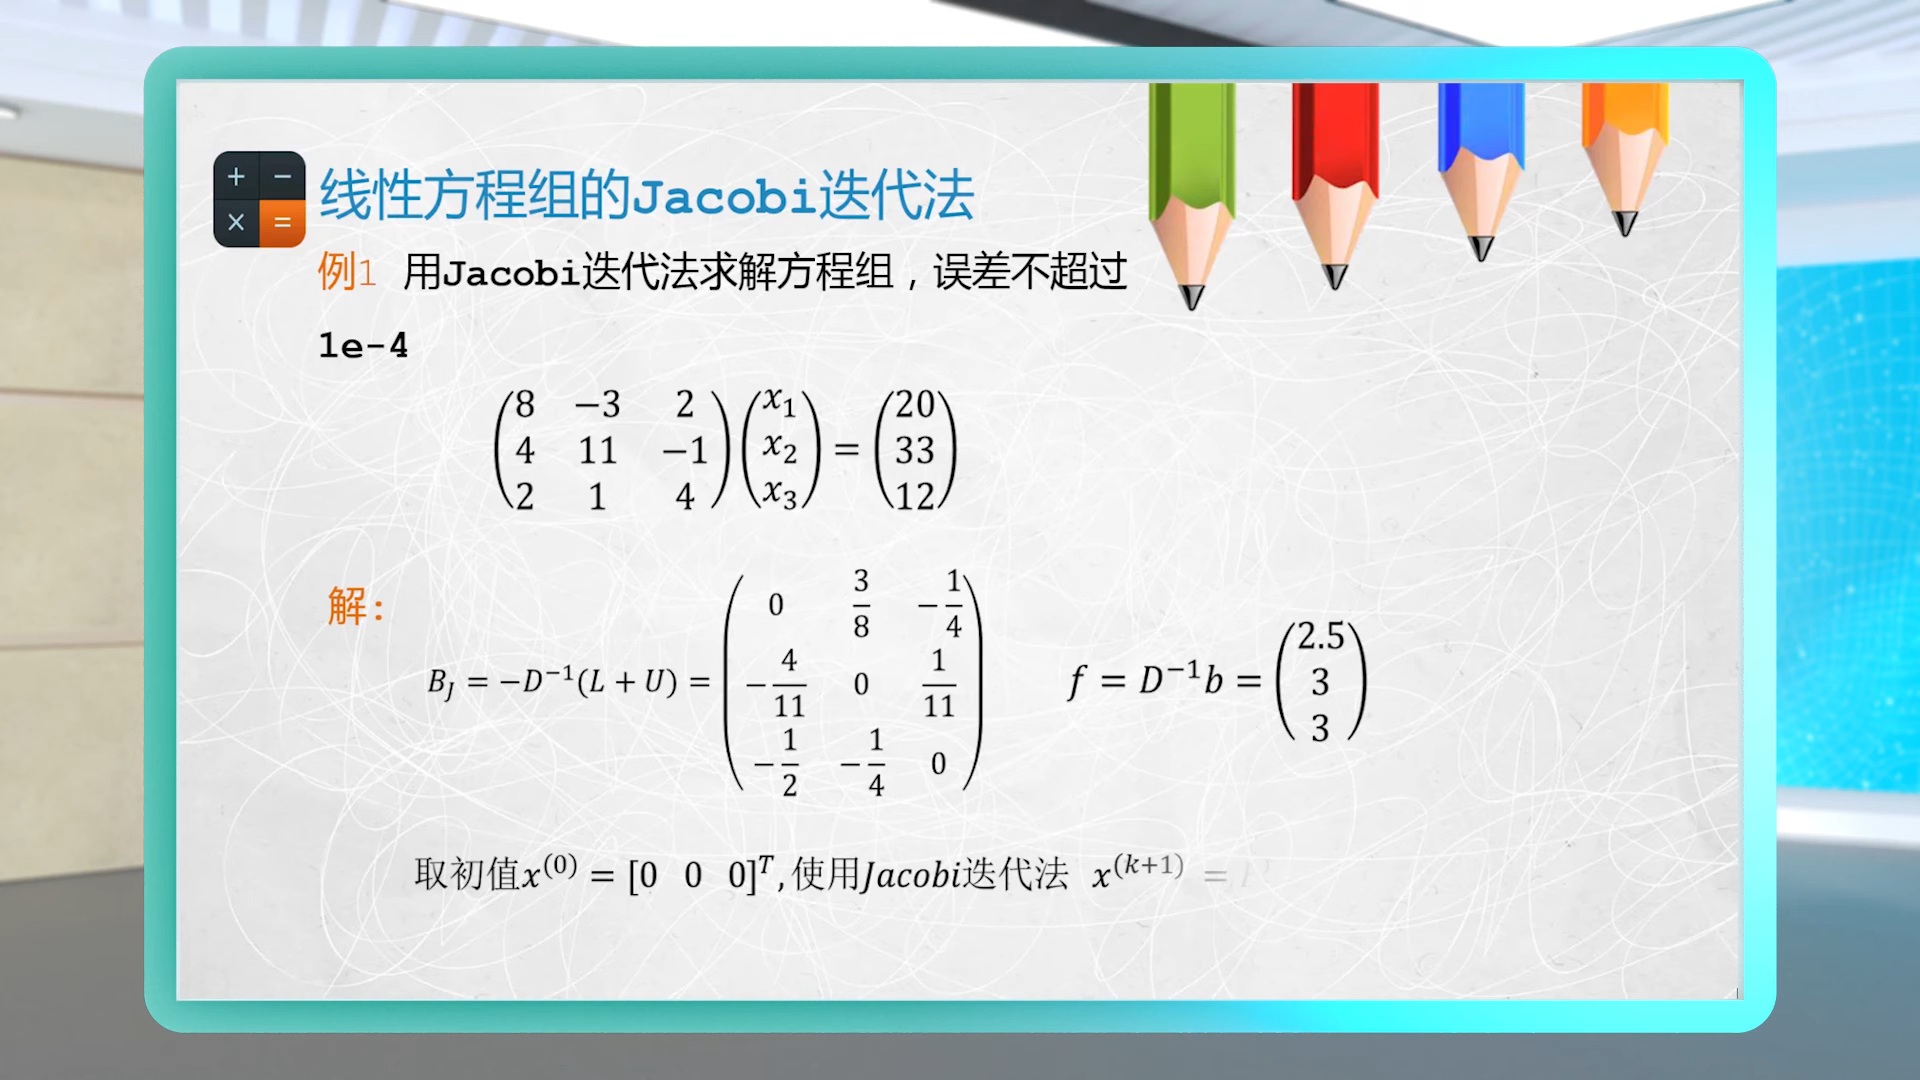 线性方程组的Jacobi迭代法
例1 用Jacobi迭代法求解方程组，误差不超过
1e-4
(8 −3 2; 4 11 −1; 2 1 4)(x₁; x₂; x₃) = (20; 33; 12)
解:
B_J = −D⁻¹(L + U) = (0 3/8 −1/4; −4/11 0 1/11; −1/2 −1/4 0) f = D⁻¹b = (2.5; 3; 3)
取初值x⁽⁰⁾ = [0 0 0]ᵀ,使用Jacobi迭代法 x⁽ᵏ⁺¹⁾ =